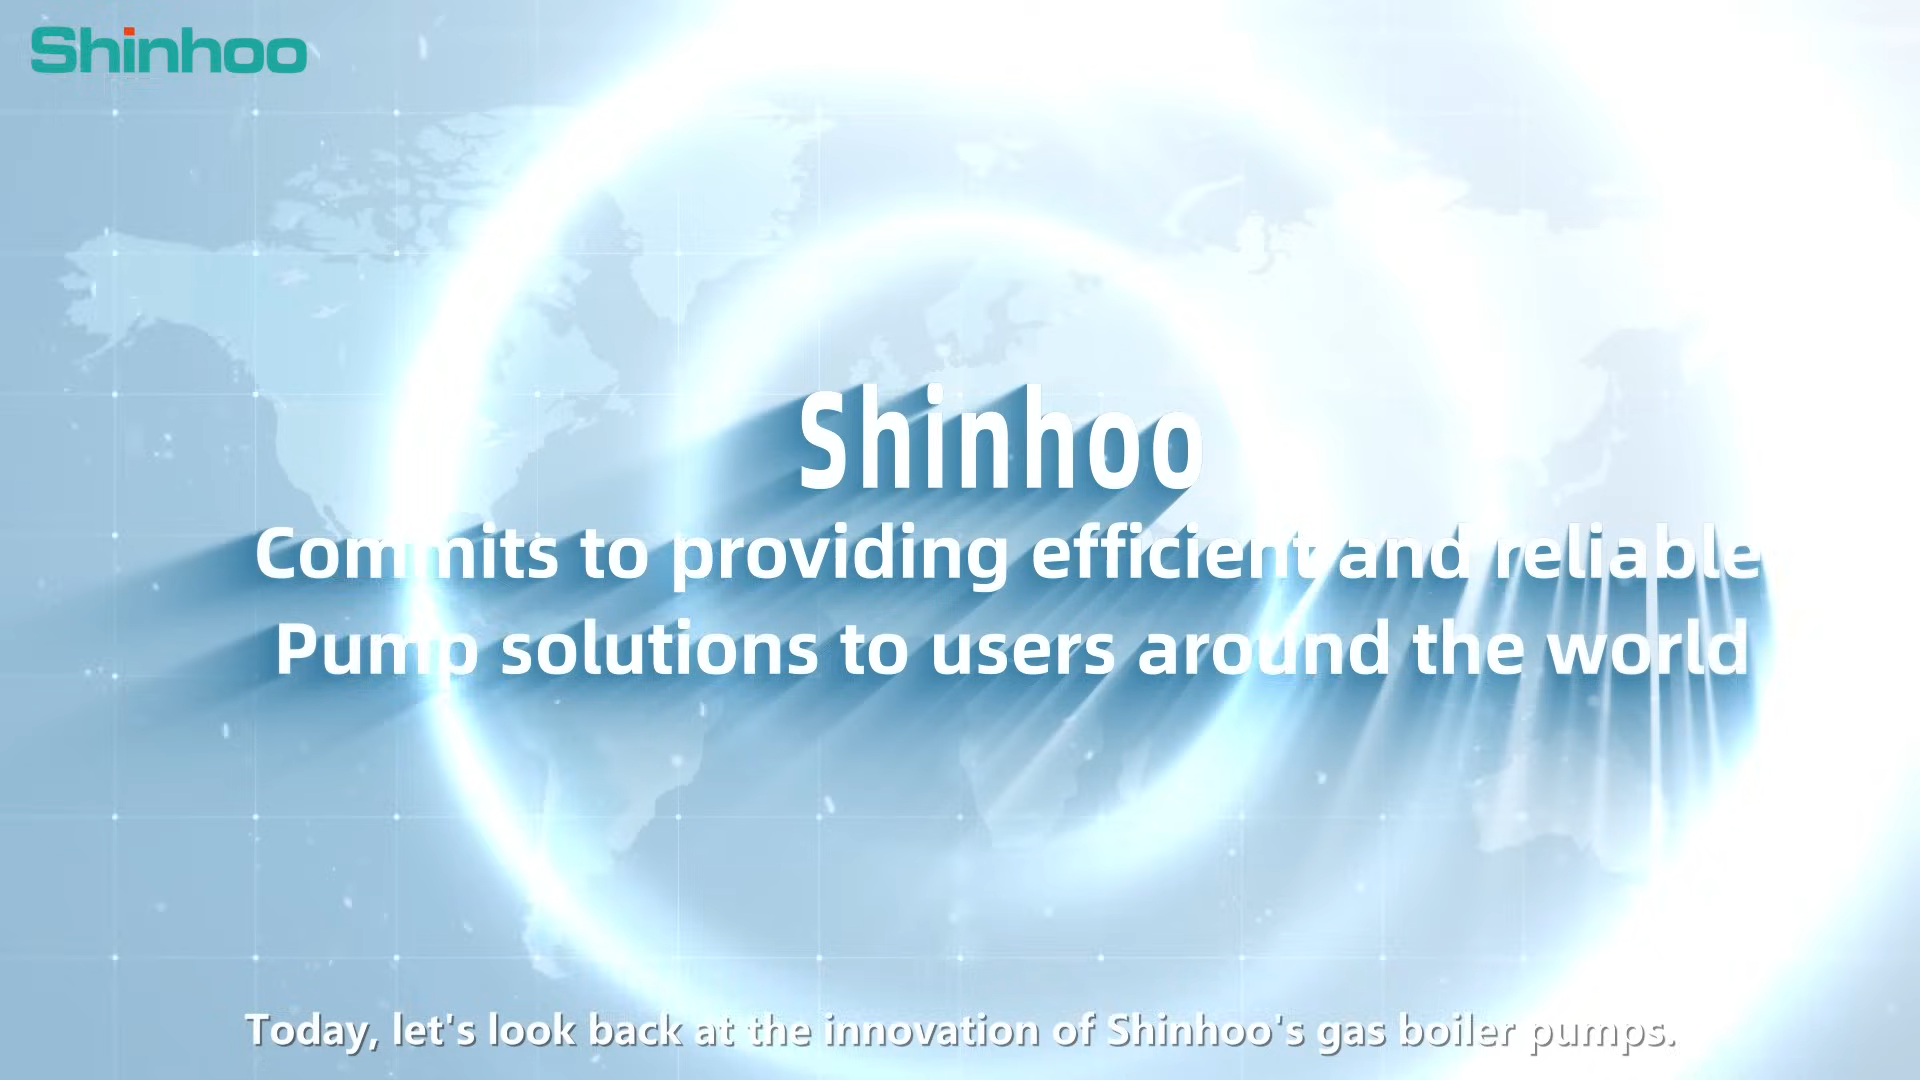 Shinhoo
Shinhoo
Commits to providing efficient and reliable
Pump solutions to users around the world
Today, let's look back at the innovation of Shinhoo's gas boiler pumps.